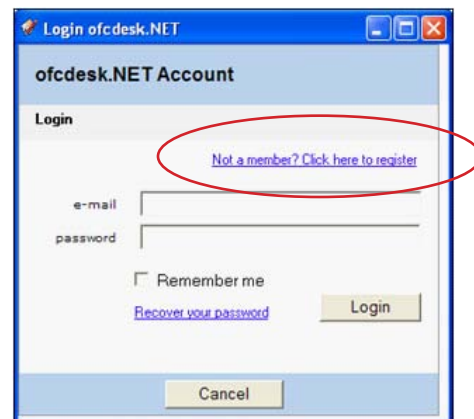 Login ofcdesk.NET
ofcdesk.NET Account
Login
Not a member? Click here to register
e-mail
password
Remember me
Recover your password
Login
Cancel